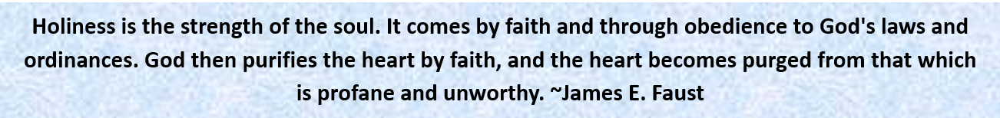 Holiness is the strength of the soul. It comes by faith and through obedience to God's laws and
ordinances. God then purifies the heart by faith, and the heart becomes purged from that which
is profane and unworthy. ~James E. Faust